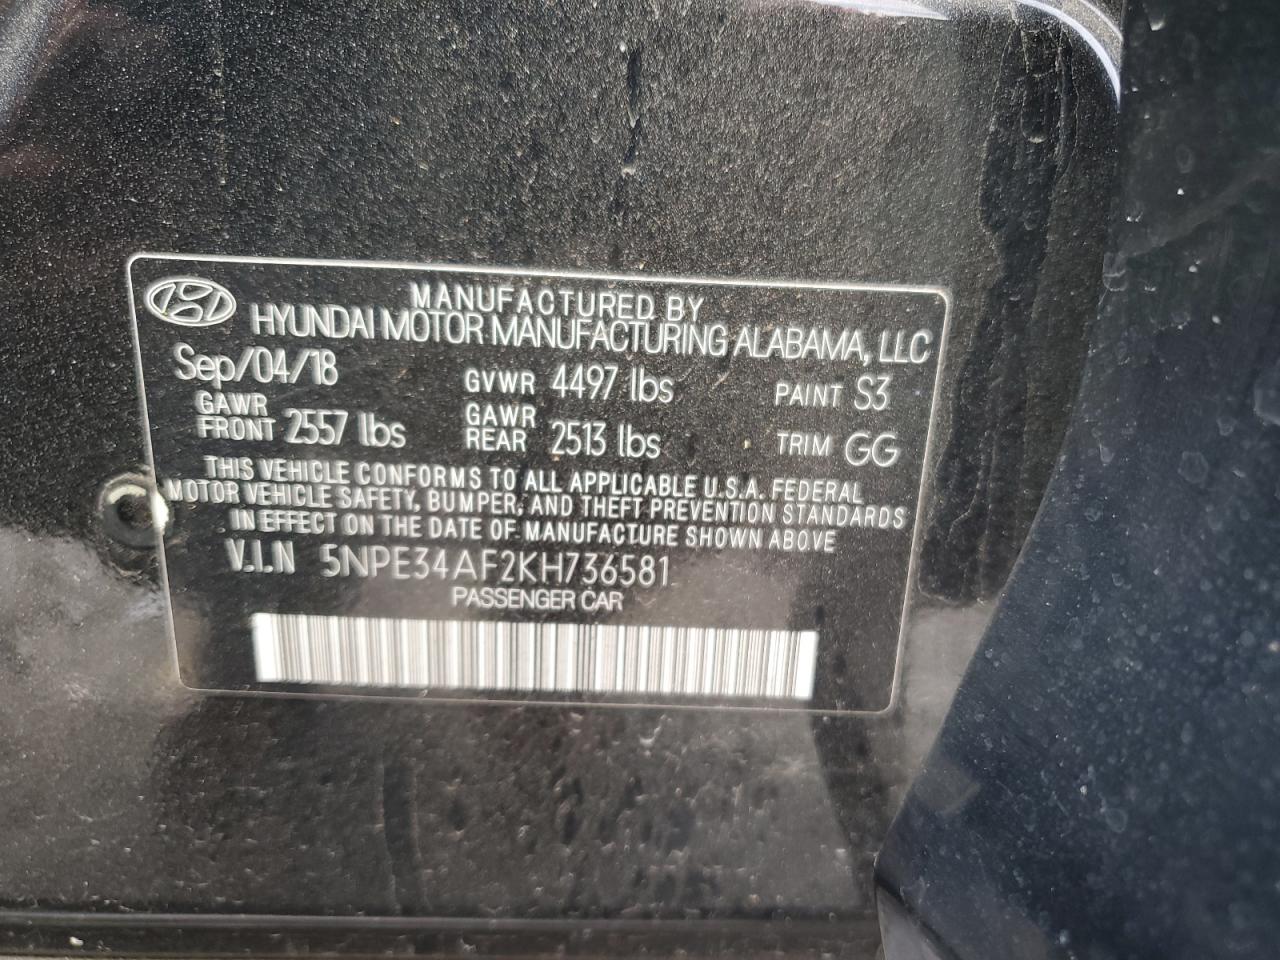 MANUFACTURED BY
HYUNDAI MOTOR MANUFACTURING ALABAMA, LLC
Sep/04/18 GVWR 4497 lbs PAINT S3
GAWR FRONT 2557 lbs GAWR REAR 2513 lbs TRIM GG
THIS VEHICLE CONFORMS TO ALL APPLICABLE U.S.A. FEDERAL
MOTOR VEHICLE SAFETY, BUMPER, AND THEFT PREVENTION STANDARDS
IN EFFECT ON THE DATE OF MANUFACTURE SHOWN ABOVE
V.I.N 5NPE34AF2KH736581
PASSENGER CAR